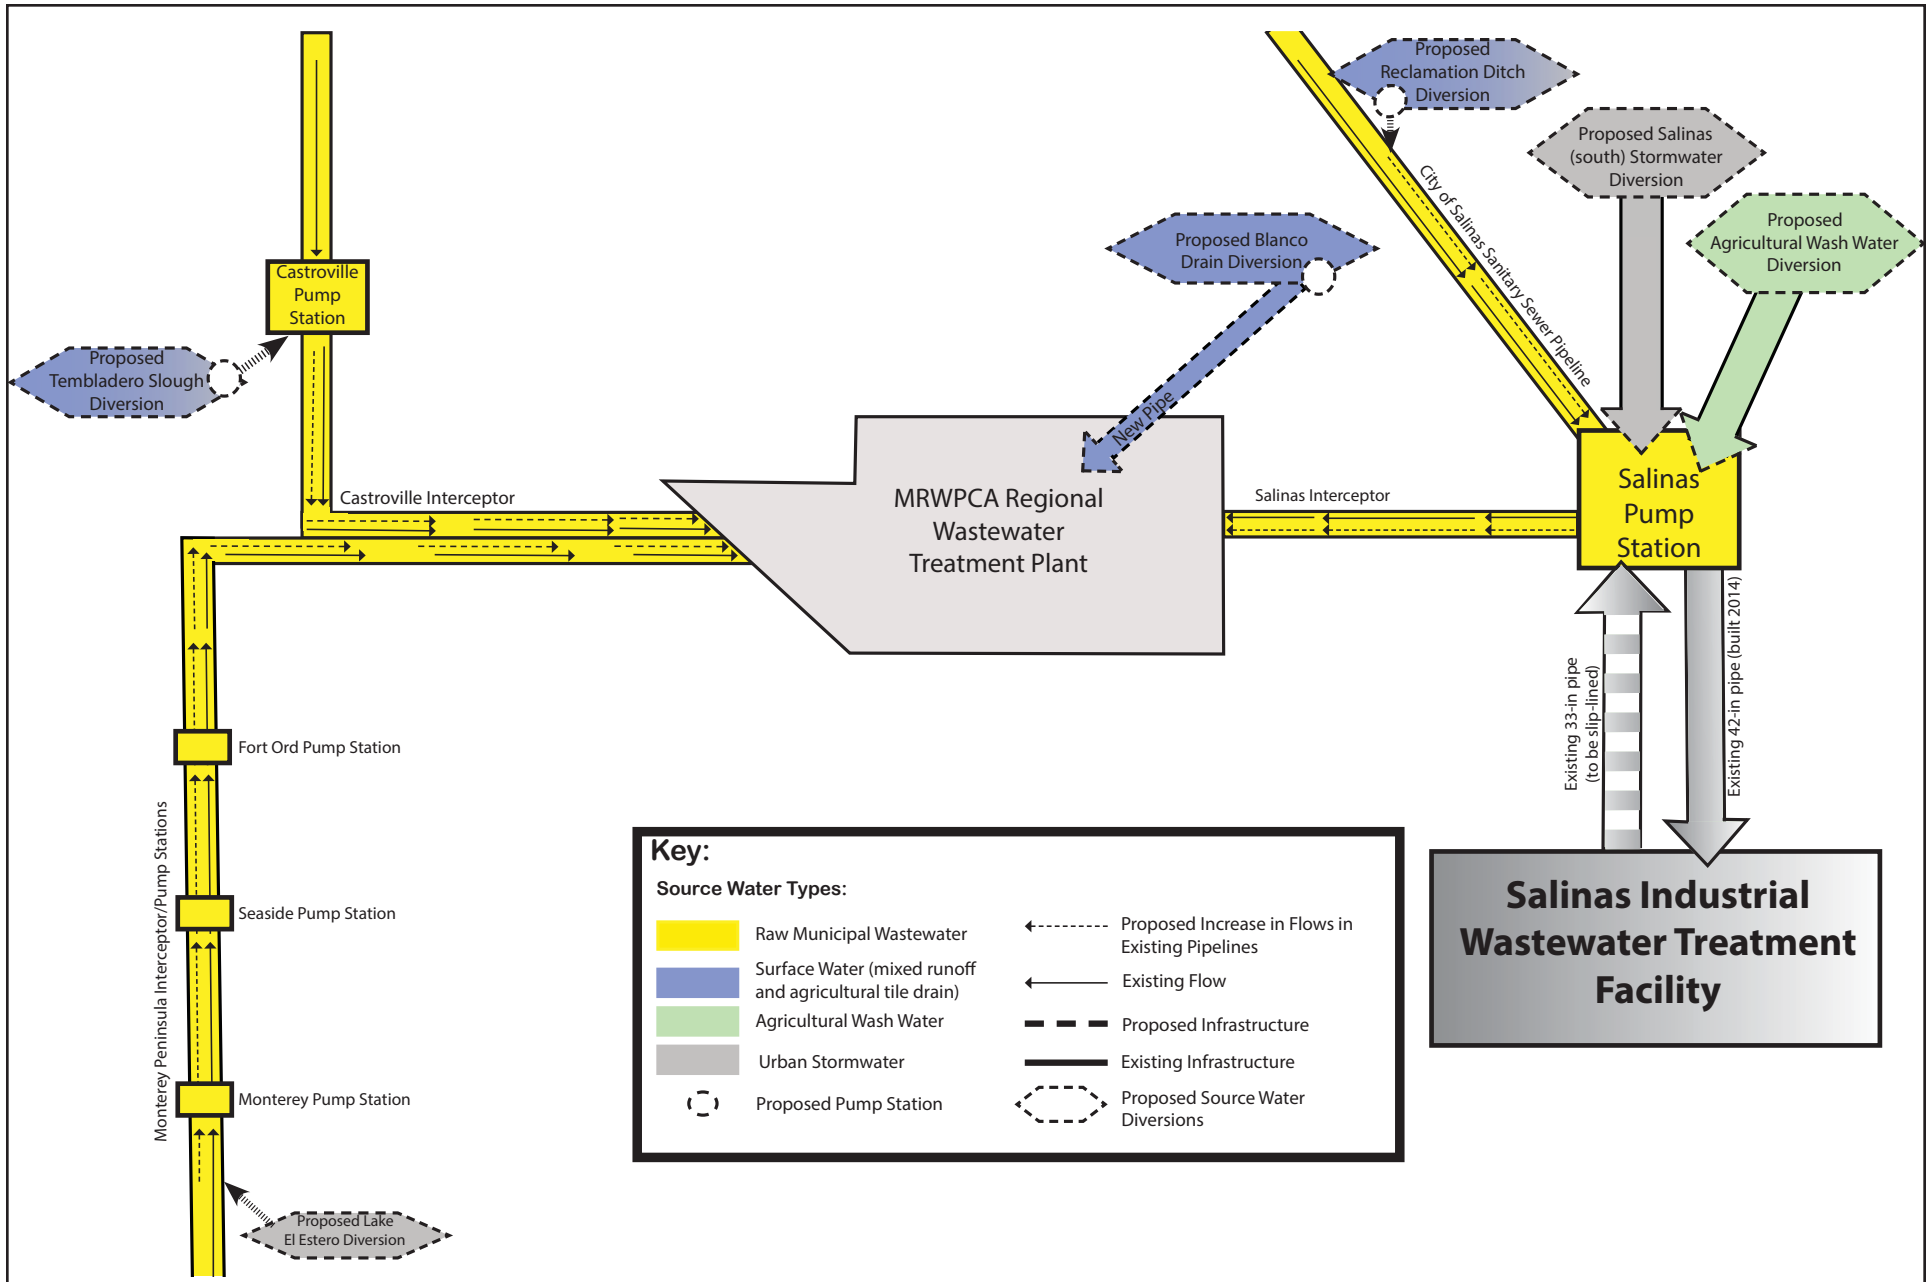 Proposed
Reclamation Ditch
Diversion
Proposed Salinas
(south) Stormwater
Diversion
Proposed
Agricultural Wash Water
Diversion
Proposed Blanco
Drain Diversion
New Pipe
City of Salinas Sanitary Sewer Pipeline
Castroville
Pump
Station
Proposed
Tembladero Slough
Diversion
Castroville Interceptor
MRWPCA Regional
Wastewater
Treatment Plant
Salinas Interceptor
Salinas
Pump
Station
Existing 33-in pipe
(to be slip-lined)
Existing 42-in pipe (built 2014)
Salinas Industrial
Wastewater Treatment
Facility
Monterey Peninsula Interceptor/Pump Stations
Fort Ord Pump Station
Seaside Pump Station
Monterey Pump Station
Proposed Lake
El Estero Diversion
Key:
Source Water Types:
Raw Municipal Wastewater
Surface Water (mixed runoff
and agricultural tile drain)
Agricultural Wash Water
Urban Stormwater
Proposed Pump Station
Proposed Increase in Flows in
Existing Pipelines
Existing Flow
Proposed Infrastructure
Existing Infrastructure
Proposed Source Water
Diversions